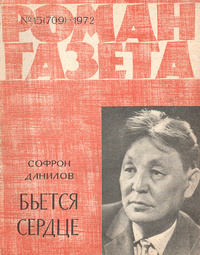 РОМАН
№15(709)·1972
ГАЗЕТА
СОФРОН
ДАНИЛОВ
БЬЕТСЯ
СЕРДЦЕ